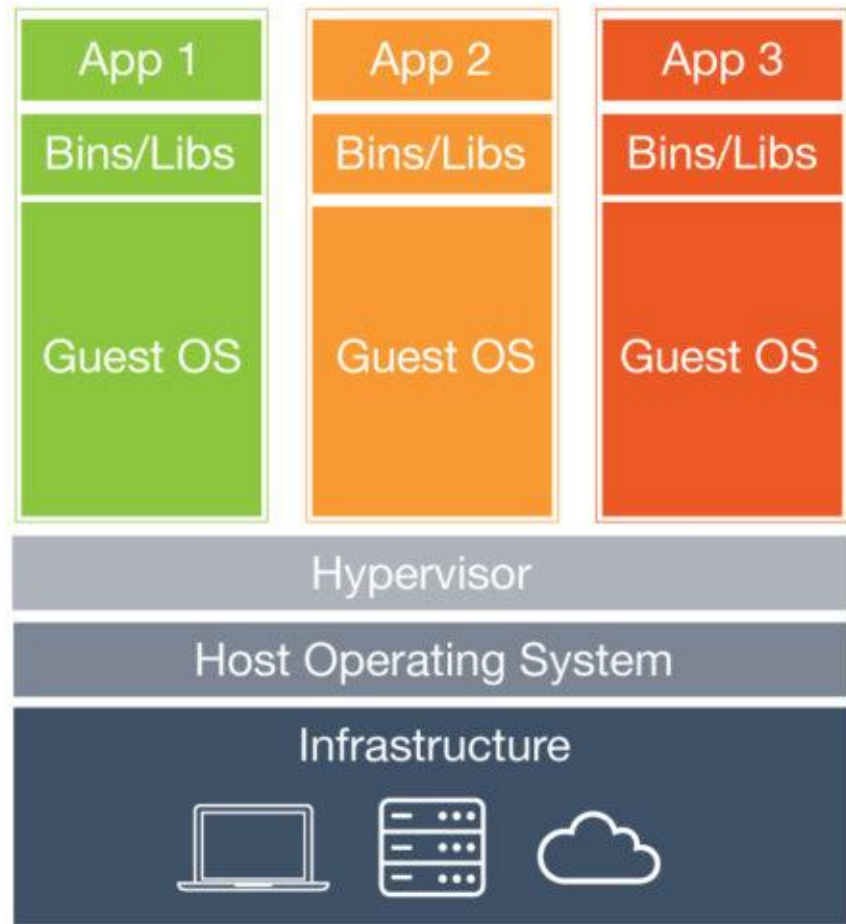 App 1
App 2
App 3
Bins/Libs
Bins/Libs
Bins/Libs
Guest OS
Guest OS
Guest OS
Hypervisor
Host Operating System
Infrastructure